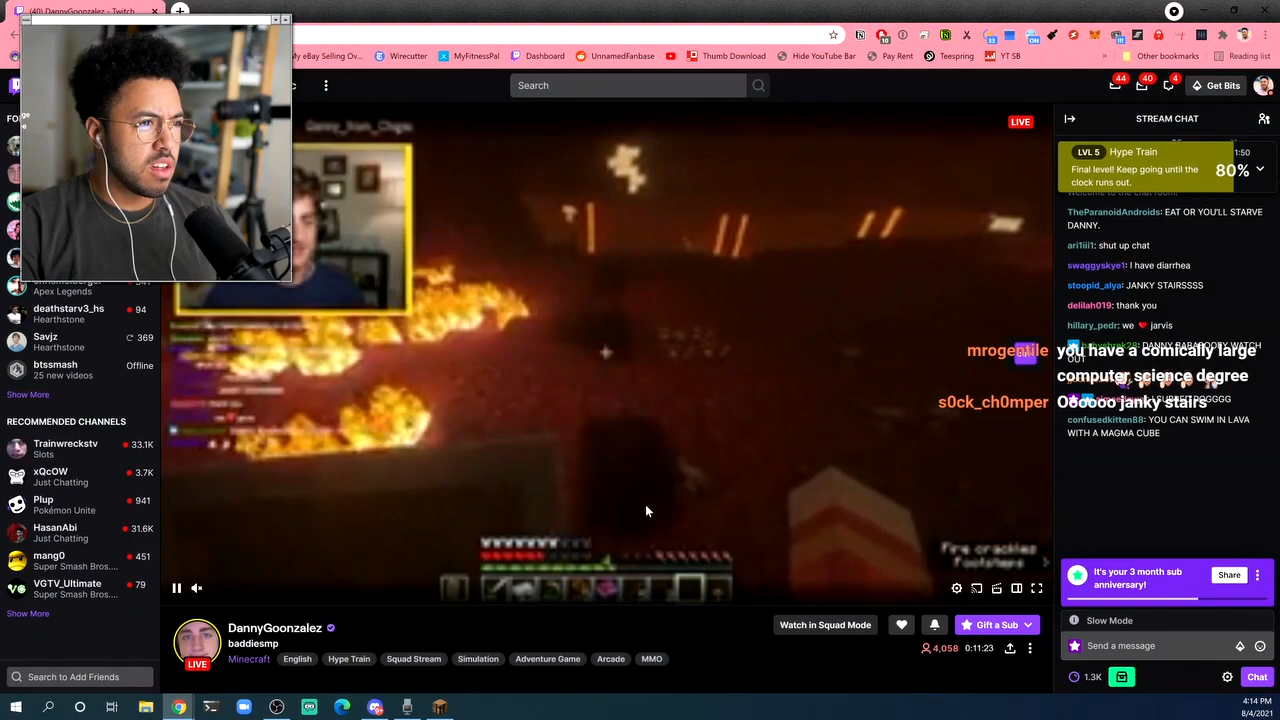 (40) DannyGoonzalez - Twitch
My eBay Selling Ov...
Wirecutter
MyFitnessPal
Dashboard
UnnamedFanbase
Thumb Download
Hide YouTube Bar
Pay Rent
Teespring
YT SB
»
Other bookmarks
Reading list
Search
44
40
4
Get Bits
LIVE
STREAM CHAT
LVL 5 Hype Train
1:50
Final level! Keep going until the
clock runs out.
80%
TheParanoidAndroids: EAT OR YOU'LL STARVE
DANNY.
ari1iii1: shut up chat
swaggyskye1: I have diarrhea
stoopid_alya: JANKY STAIRSSSS
delilah019: thank you
hillary_pedr: we ❤ jarvis
mrogentile you have a comically large
computer science degree
s0ck_ch0mper O8oooo janky stairs
confusedkitten88: YOU CAN SWIM IN LAVA
WITH A MAGMA CUBE
Apex Legends
deathstarv3_hs
94
Hearthstone
Savjz
369
Hearthstone
btssmash
Offline
25 new videos
Show More
RECOMMENDED CHANNELS
Trainwreckstv
33.1K
Slots
xQcOW
3.7K
Just Chatting
Plup
941
Pokémon Unite
HasanAbi
31.6K
Just Chatting
mang0
451
Super Smash Bros....
VGTV_Ultimate
79
Super Smash Bros....
Show More
Search to Add Friends
Fire crackles
Footsteps
DannyGoonzalez
baddiesmp
LIVE
Minecraft
English
Hype Train
Squad Stream
Simulation
Adventure Game
Arcade
MMO
Watch in Squad Mode
Gift a Sub
4,058
0:11:23
It's your 3 month sub
anniversary!
Share
Slow Mode
Send a message
1.3K
Chat
4:14 PM
8/4/2021